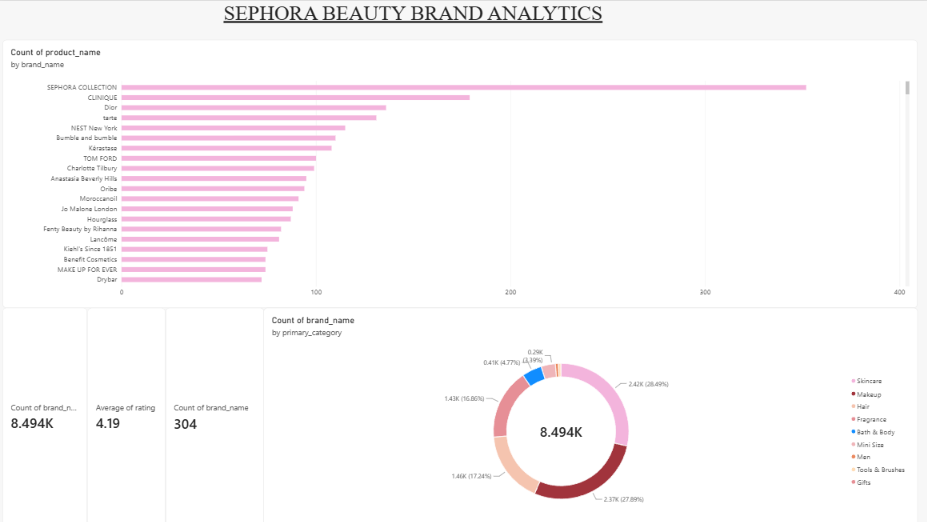 SEPHORA BEAUTY BRAND ANALYTICS
Count of product_name
by brand_name
SEPHORA COLLECTION
CLINIQUE
Dior
tarte
NEST New York
Bumble and bumble
Kérastase
TOM FORD
Charlotte Tilbury
Anastasia Beverly Hills
Oribe
Moroccanoil
Jo Malone London
Hourglass
Fenty Beauty by Rihanna
Lancôme
Kiehl's Since 1851
Benefit Cosmetics
MAKE UP FOR EVER
Drybar
0 100 200 300 400
Count of brand_n...
8.494K
Average of rating
4.19
Count of brand_name
304
Count of brand_name
by primary_category
0.29K
(3.39%)
0.41K (4.77%)
2.42K (28.49%)
1.43K (16.86%)
8.494K
1.46K (17.24%)
2.37K (27.89%)
Skincare
Makeup
Hair
Fragrance
Bath & Body
Mini Size
Men
Tools & Brushes
Gifts